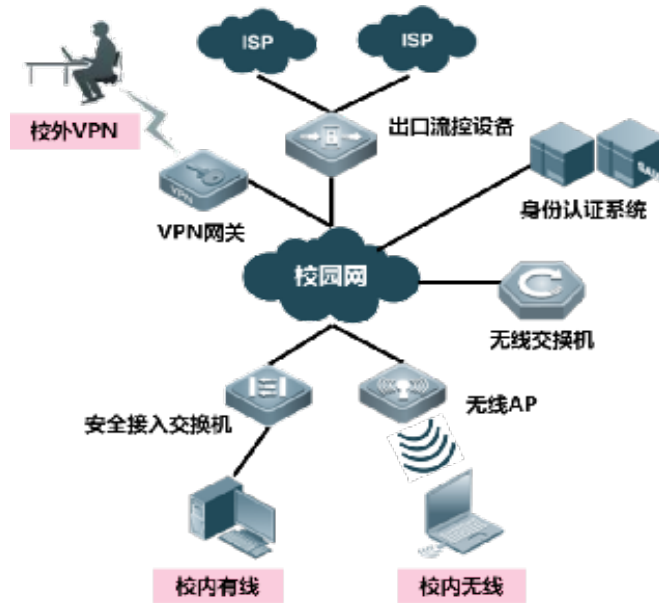 ISP
ISP
校外VPN
出口流控设备
VPN
VPN网关
身份认证系统
校园网
无线交换机
安全接入交换机
无线AP
校内有线
校内无线